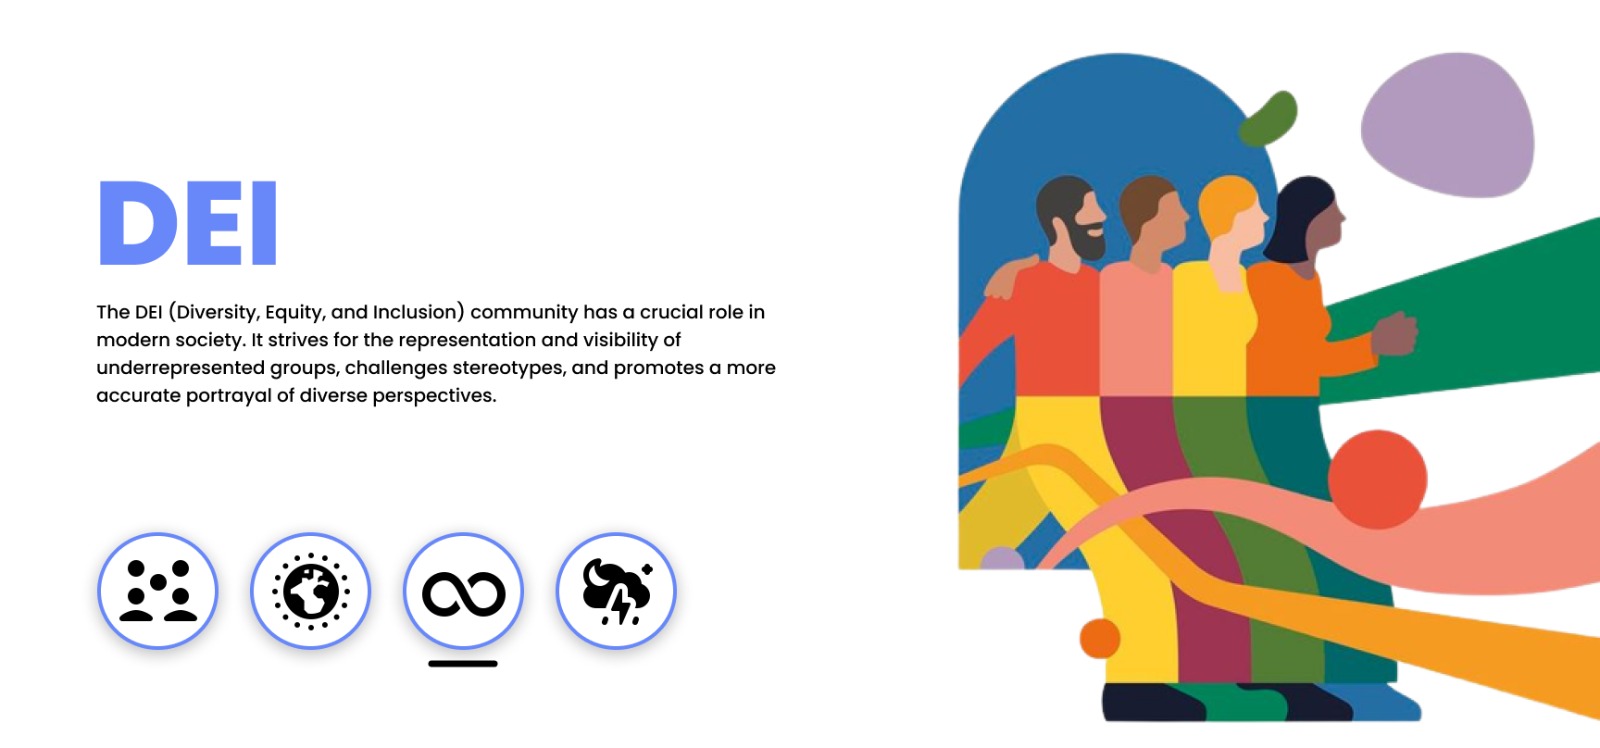 DEI
The DEI (Diversity, Equity, and Inclusion) community has a crucial role in
modern society. It strives for the representation and visibility of
underrepresented groups, challenges stereotypes, and promotes a more
accurate portrayal of diverse perspectives.